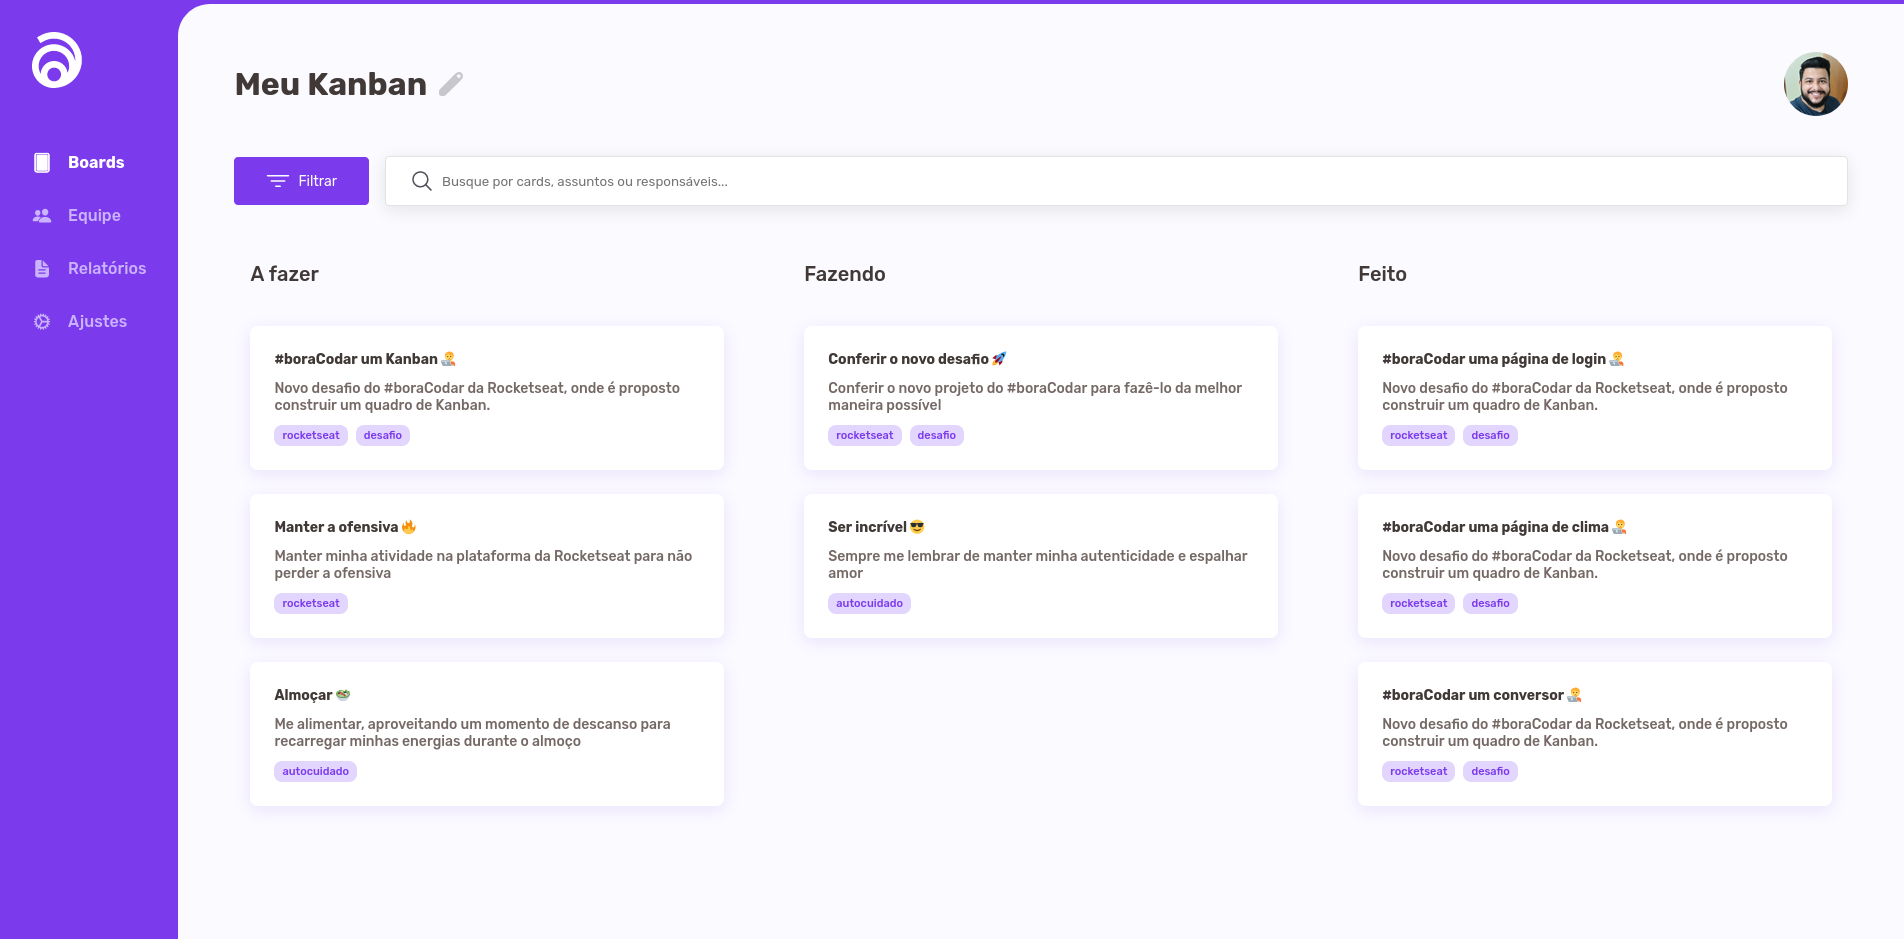 Boards
Equipe
Relatórios
Ajustes
Meu Kanban
Filtrar
Busque por cards, assuntos ou responsáveis...
A fazer
#boraCodar um Kanban 🧑‍💻
Novo desafio do #boraCodar da Rocketseat, onde é proposto
construir um quadro de Kanban.
rocketseat desafio
Manter a ofensiva 🔥
Manter minha atividade na plataforma da Rocketseat para não
perder a ofensiva
rocketseat
Almoçar 🥗
Me alimentar, aproveitando um momento de descanso para
recarregar minhas energias durante o almoço
autocuidado
Fazendo
Conferir o novo desafio 🚀
Conferir o novo projeto do #boraCodar para fazê-lo da melhor
maneira possível
rocketseat desafio
Ser incrível 😎
Sempre me lembrar de manter minha autenticidade e espalhar
amor
autocuidado
Feito
#boraCodar uma página de login 🧑‍💻
Novo desafio do #boraCodar da Rocketseat, onde é proposto
construir um quadro de Kanban.
rocketseat desafio
#boraCodar uma página de clima 🧑‍💻
Novo desafio do #boraCodar da Rocketseat, onde é proposto
construir um quadro de Kanban.
rocketseat desafio
#boraCodar um conversor 🧑‍💻
Novo desafio do #boraCodar da Rocketseat, onde é proposto
construir um quadro de Kanban.
rocketseat desafio